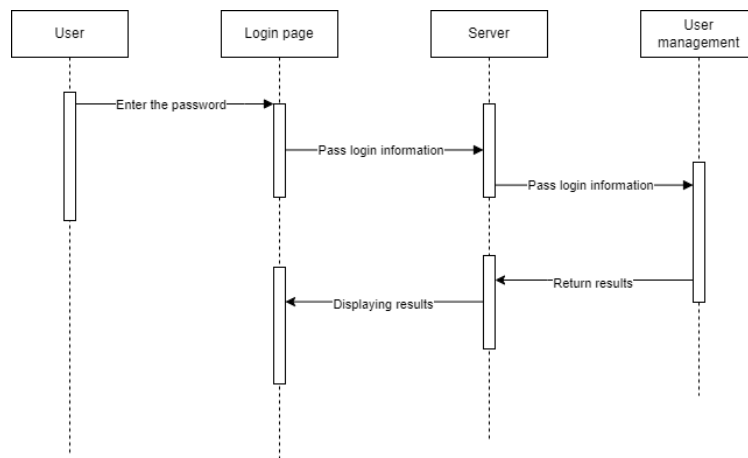 User
Login page
Server
User
management
Enter the password
Pass login information
Pass login information
Return results
Displaying results